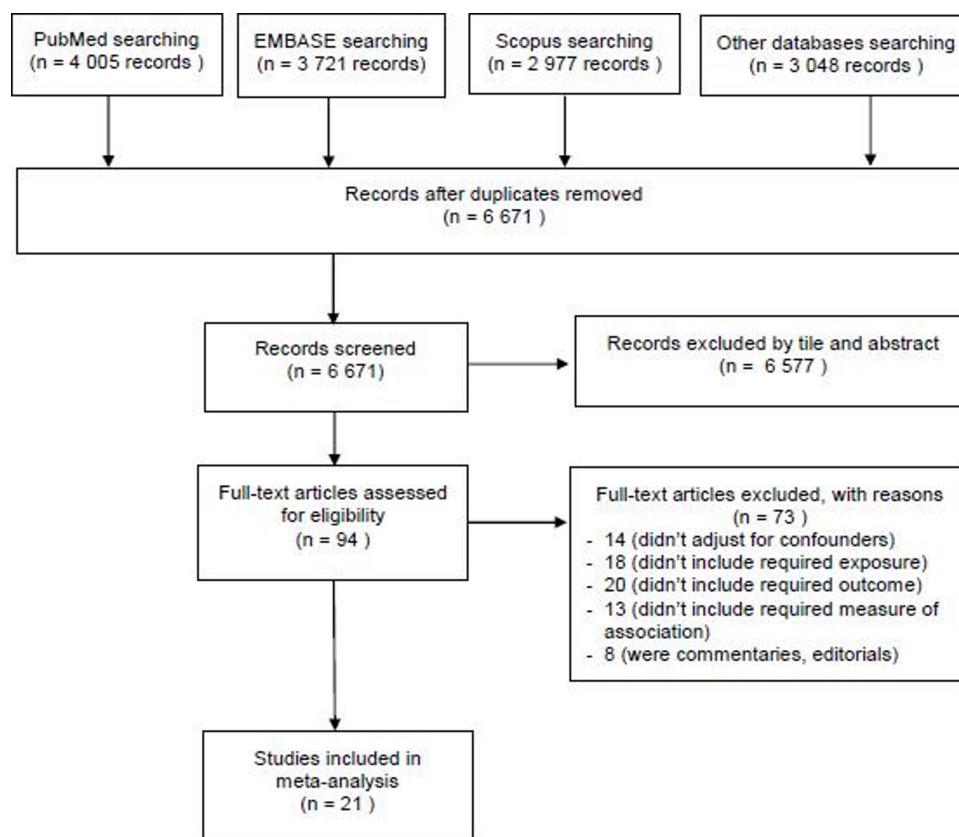 PubMed searching
(n = 4 005 records )
EMBASE searching
(n = 3 721 records)
Scopus searching
(n = 2 977 records )
Other databases searching
(n = 3 048 records )
Records after duplicates removed
(n = 6 671 )
Records screened
(n = 6 671)
Records excluded by tile and abstract
(n =  6 577 )
Full-text articles assessed
for eligibility
(n = 94 )
Full-text articles excluded, with reasons
(n = 73 )
- 14 (didn’t adjust for confounders)
- 18 (didn’t include required exposure)
- 20 (didn’t include required outcome)
- 13 (didn’t include required measure of
association)
- 8 (were commentaries, editorials)
Studies included in
meta-analysis
(n = 21 )